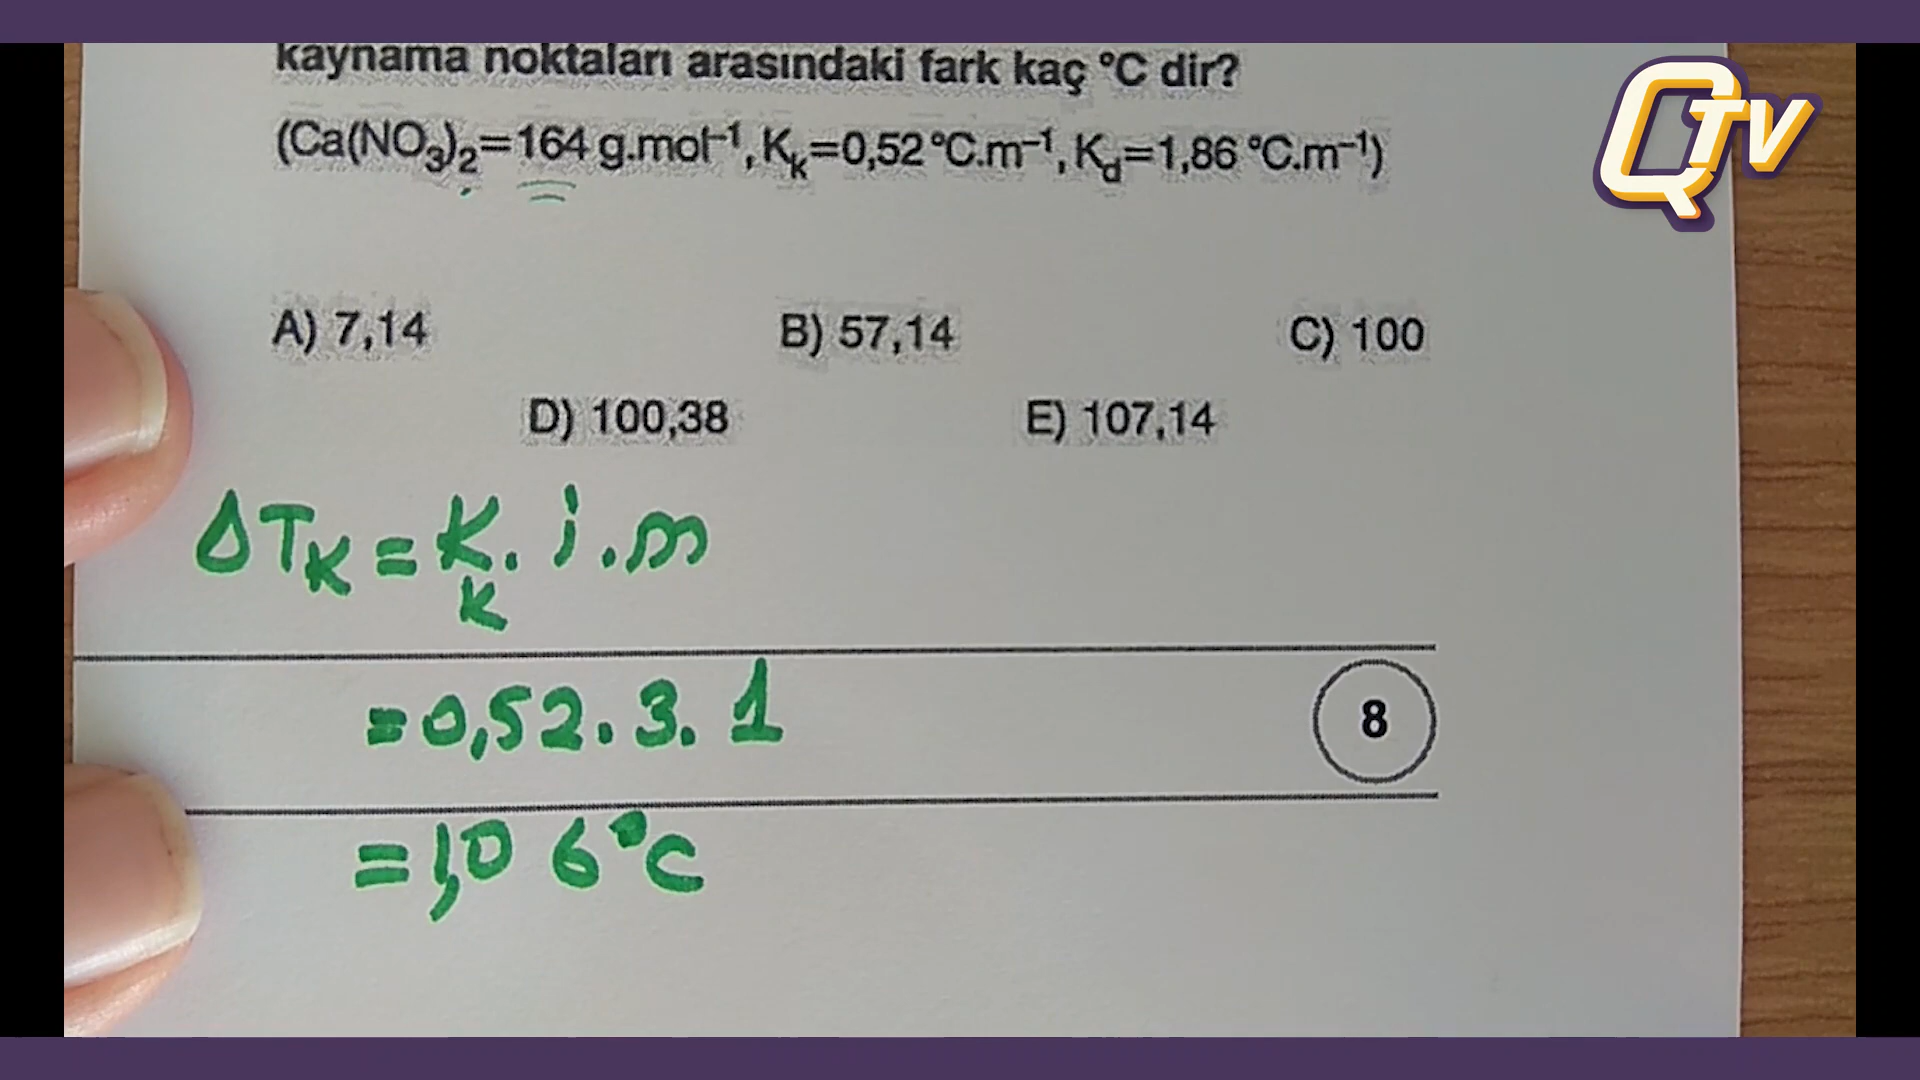 kaynama noktaları arasındaki fark kaç °C dir?
(Ca(NO₃)₂=164 g.mol⁻¹, Kₖ=0,52 °C.m⁻¹, K_d=1,86 °C.m⁻¹)
A) 7,14 B) 57,14 C) 100
D) 100,38 E) 107,14
ΔTₖ = Kₖ . i . m
= 0,52 . 3 . 1
8
= 1,06 °C
QTV